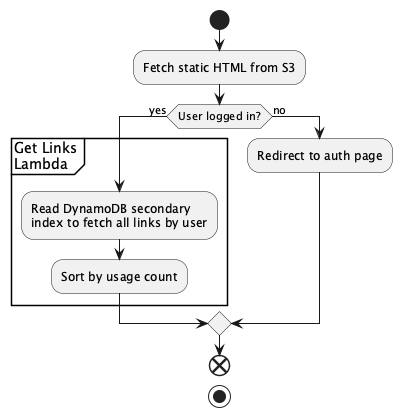 Fetch static HTML from S3
User logged in?
yes
no
Get Links
Lambda
Redirect to auth page
Read DynamoDB secondary
index to fetch all links by user
Sort by usage count